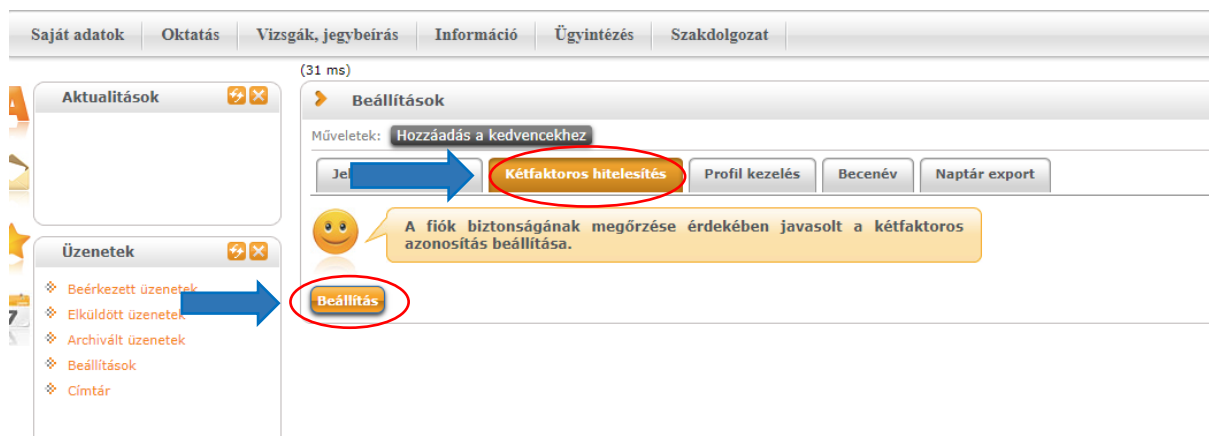 Saját adatok Oktatás Vizsgák, jegybeírás Információ Ügyintézés Szakdolgozat
(31 ms)
Aktualitások
Üzenetek
Beérkezett üzenetek
Elküldött üzenetek
Archivált üzenetek
Beállítások
Címtár
Beállítások
Műveletek: Hozzáadás a kedvencekhez
Kétfaktoros hitelesítés Profil kezelés Becenév Naptár export
A fiók biztonságának megőrzése érdekében javasolt a kétfaktoros
azonosítás beállítása.
Beállítás